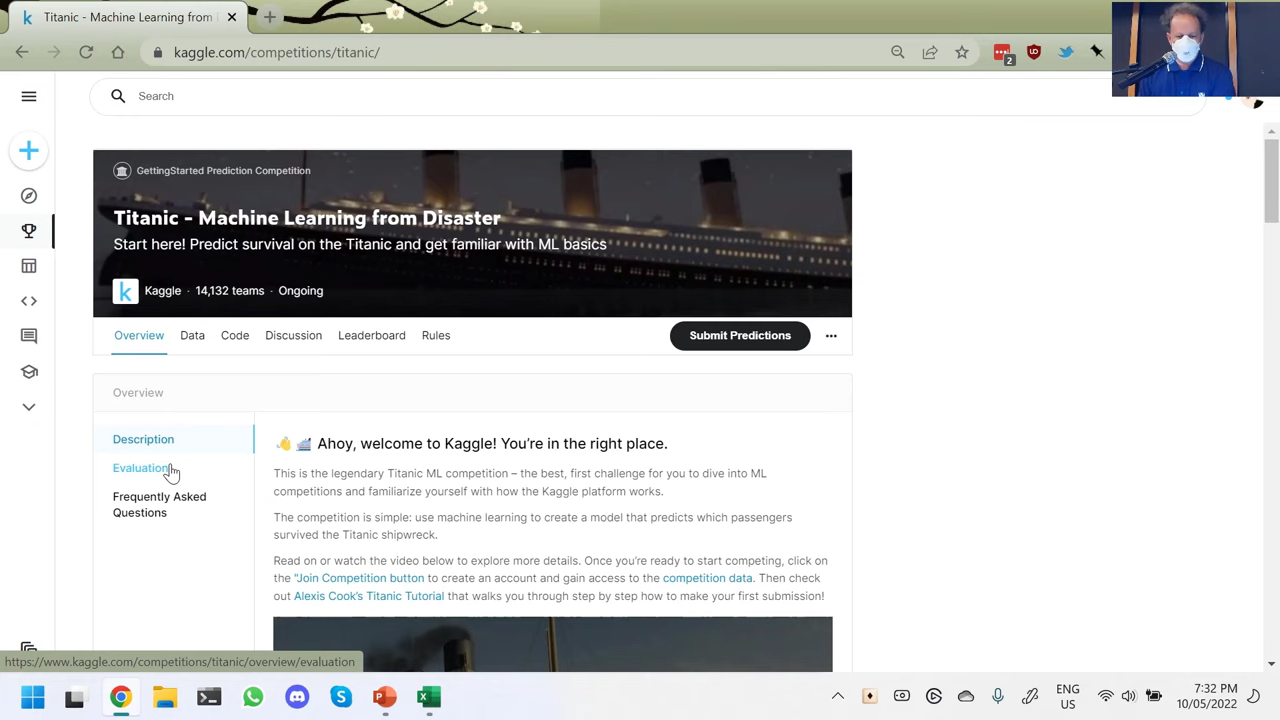 Titanic - Machine Learning from
kaggle.com/competitions/titanic/
2
Search
GettingStarted Prediction Competition
Titanic - Machine Learning from Disaster
Start here! Predict survival on the Titanic and get familiar with ML basics
k Kaggle · 14,132 teams · Ongoing
Overview Data Code Discussion Leaderboard Rules Submit Predictions
Overview
Description
Evaluation
Frequently Asked
Questions
👋 🛳️ Ahoy, welcome to Kaggle! You’re in the right place.
This is the legendary Titanic ML competition – the best, first challenge for you to dive into ML
competitions and familiarize yourself with how the Kaggle platform works.
The competition is simple: use machine learning to create a model that predicts which passengers
survived the Titanic shipwreck.
Read on or watch the video below to explore more details. Once you’re ready to start competing, click on
the "Join Competition button to create an account and gain access to the competition data. Then check
out Alexis Cook’s Titanic Tutorial that walks you through step by step how to make your first submission!
https://www.kaggle.com/competitions/titanic/overview/evaluation
ENG
US
7:32 PM
10/05/2022